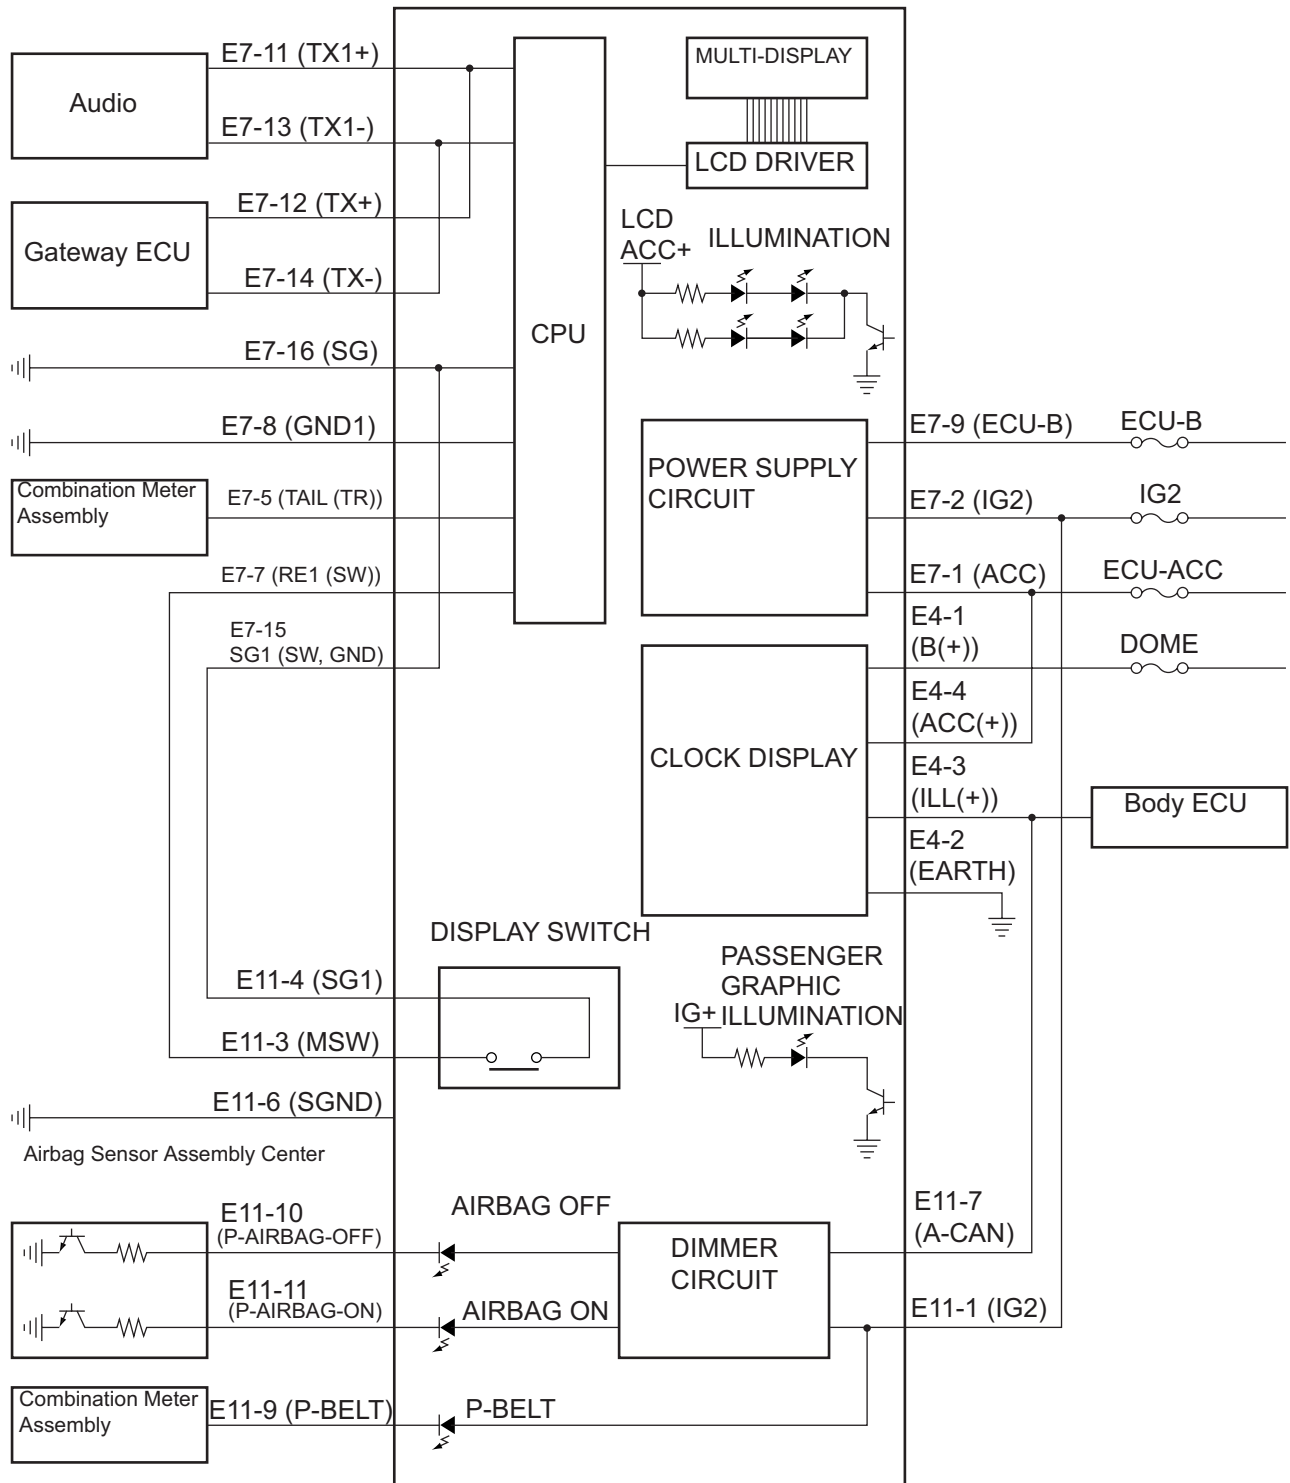 E7-11 (TX1+)
Audio
E7-13 (TX1-)
E7-12 (TX+)
Gateway ECU
E7-14 (TX-)
E7-16 (SG)
E7-8 (GND1)
Combination Meter
Assembly
E7-5 (TAIL (TR))
E7-7 (RE1 (SW))
E7-15
SG1 (SW, GND)
CPU
MULTI-DISPLAY
LCD DRIVER
LCD
ACC+
ILLUMINATION
POWER SUPPLY
CIRCUIT
E7-9 (ECU-B)
ECU-B
E7-2 (IG2)
IG2
E7-1 (ACC)
ECU-ACC
E4-1
(B(+))
DOME
E4-4
(ACC(+))
CLOCK DISPLAY
E4-3
(ILL(+))
Body ECU
E4-2
(EARTH)
DISPLAY SWITCH
E11-4 (SG1)
E11-3 (MSW)
PASSENGER
GRAPHIC
IG+
ILLUMINATION
E11-6 (SGND)
Airbag Sensor Assembly Center
E11-10
(P-AIRBAG-OFF)
AIRBAG OFF
E11-11
(P-AIRBAG-ON)
AIRBAG ON
DIMMER
CIRCUIT
E11-7
(A-CAN)
E11-1 (IG2)
Combination Meter
Assembly
E11-9 (P-BELT)
P-BELT